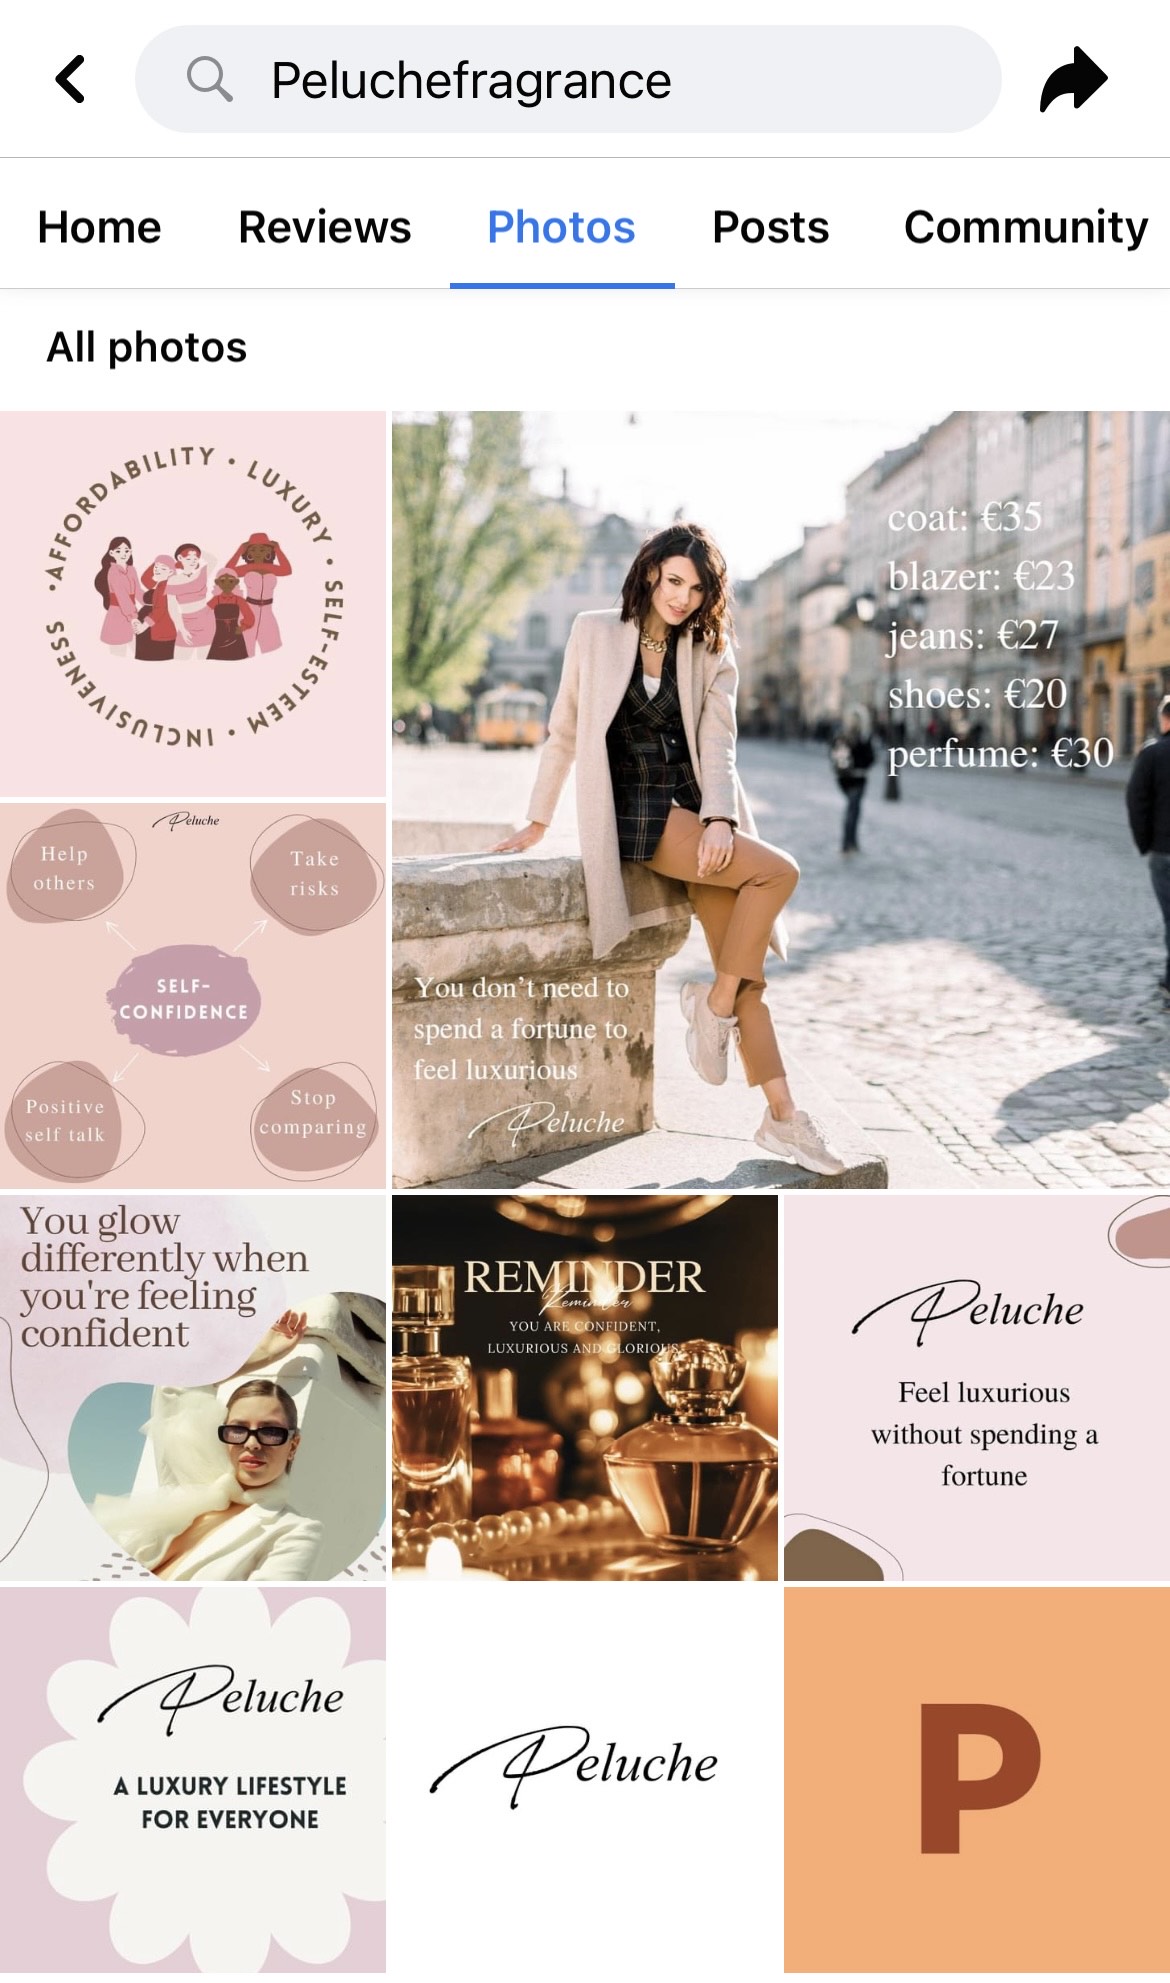 Peluchefragrance
Home Reviews Photos Posts Community
All photos
·AFFORDABILITY · LUXURY · SELF-ESTEEM · INCLUSIVENESS
coat: €35
blazer: €23
jeans: €27
shoes: €20
perfume: €30
You don’t need to
spend a fortune to
feel luxurious
Peluche
Peluche
Help
others
Take
risks
SELF-
CONFIDENCE
Positive
self talk
Stop
comparing
You glow
differently when
you're feeling
confident
REMINDER
Reminder
YOU ARE CONFIDENT,
LUXURIOUS AND GLORIOUS
Peluche
Feel luxurious
without spending a
fortune
Peluche
A LUXURY LIFESTYLE
FOR EVERYONE
Peluche
P